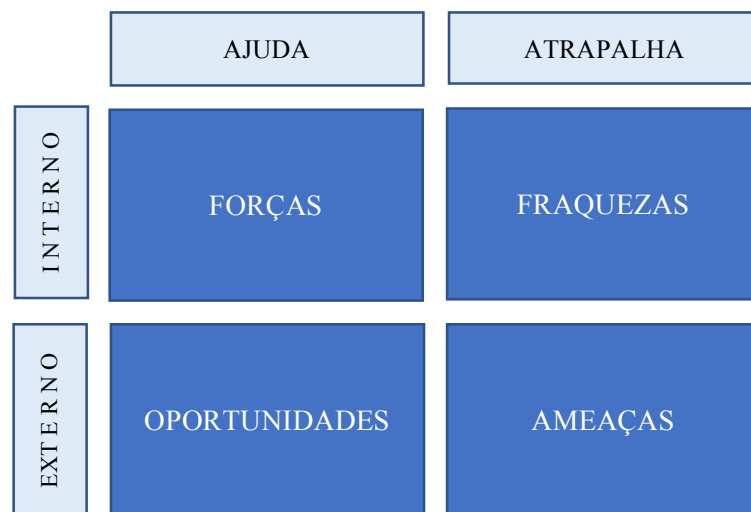 AJUDA
ATRAPALHA
INTERNO
FORÇAS
FRAQUEZAS
EXTERNO
OPORTUNIDADES
AMEAÇAS